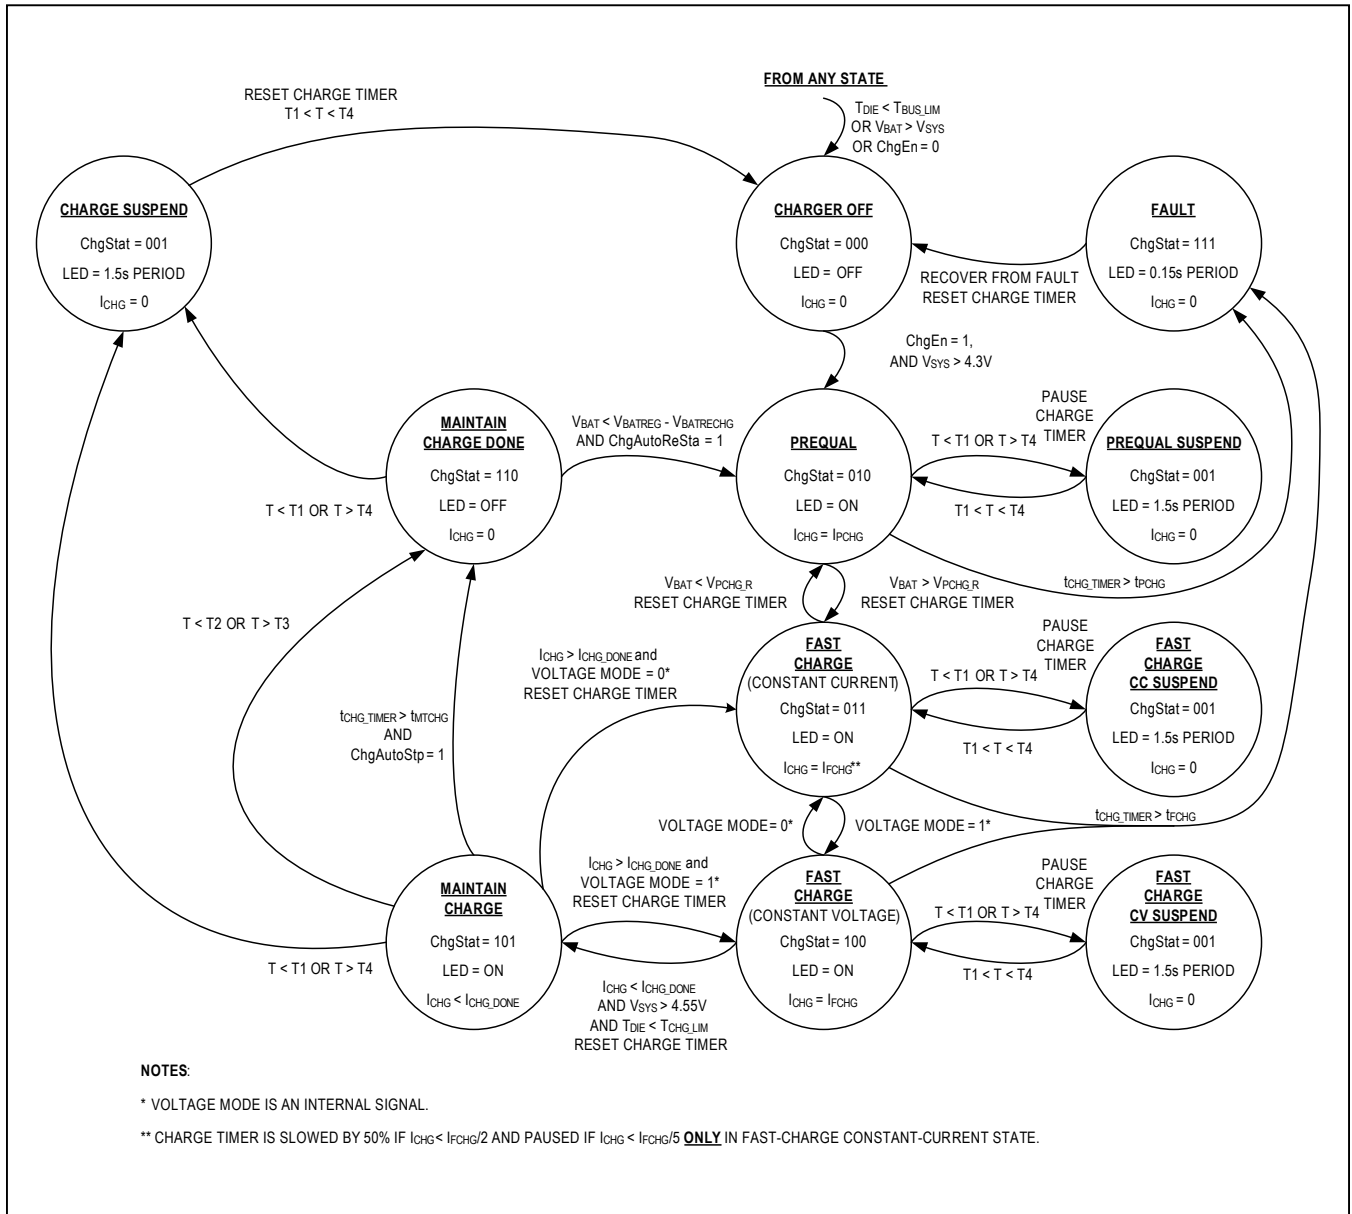 FROM ANY STATE
RESET CHARGE TIMER
T1 < T < T4
TDIE < TBUS_LIM
OR VBAT > VSYS
OR ChgEn = 0
CHARGE SUSPEND
ChgStat = 001
LED = 1.5s PERIOD
ICHG = 0
CHARGER OFF
ChgStat = 000
LED = OFF
ICHG = 0
FAULT
ChgStat = 111
LED = 0.15s PERIOD
ICHG = 0
RECOVER FROM FAULT
RESET CHARGE TIMER
ChgEn = 1,
AND VSYS > 4.3V
MAINTAIN
CHARGE DONE
ChgStat = 110
LED = OFF
ICHG = 0
VBAT < VBATREG - VBATRECHG
AND ChgAutoReSta = 1
PREQUAL
ChgStat = 010
LED = ON
ICHG = IPCHG
PAUSE
CHARGE
TIMER
T < T1 OR T > T4
T1 < T < T4
PREQUAL SUSPEND
ChgStat = 001
LED = 1.5s PERIOD
ICHG = 0
T < T1 OR T > T4
tCHG_TIMER > tPCHG
VBAT < VPCHG_R
RESET CHARGE TIMER
VBAT > VPCHG_R
RESET CHARGE TIMER
T < T2 OR T > T3
ICHG > ICHG_DONE and
VOLTAGE MODE = 0*
RESET CHARGE TIMER
FAST
CHARGE
(CONSTANT CURRENT)
ChgStat = 011
LED = ON
ICHG = IFCHG**
PAUSE
CHARGE
TIMER
T < T1 OR T > T4
T1 < T < T4
FAST
CHARGE
CC SUSPEND
ChgStat = 001
LED = 1.5s PERIOD
ICHG = 0
tCHG_TIMER > tMTCHG
AND
ChgAutoStp = 1
tCHG_TIMER > tFCHG
VOLTAGE MODE = 0*
VOLTAGE MODE = 1*
MAINTAIN
CHARGE
ChgStat = 101
LED = ON
ICHG < ICHG_DONE
T < T1 OR T > T4
ICHG > ICHG_DONE and
VOLTAGE MODE = 1*
RESET CHARGE TIMER
ICHG < ICHG_DONE
AND VSYS > 4.55V
AND TDIE < TCHG_LIM
RESET CHARGE TIMER
FAST
CHARGE
(CONSTANT VOLTAGE)
ChgStat = 100
LED = ON
ICHG = IFCHG
PAUSE
CHARGE
TIMER
T < T1 OR T > T4
T1 < T < T4
FAST
CHARGE
CV SUSPEND
ChgStat = 001
LED = 1.5s PERIOD
ICHG = 0
NOTES:
* VOLTAGE MODE IS AN INTERNAL SIGNAL.
** CHARGE TIMER IS SLOWED BY 50% IF ICHG < IFCHG/2 AND PAUSED IF ICHG < IFCHG/5 ONLY IN FAST-CHARGE CONSTANT-CURRENT STATE.